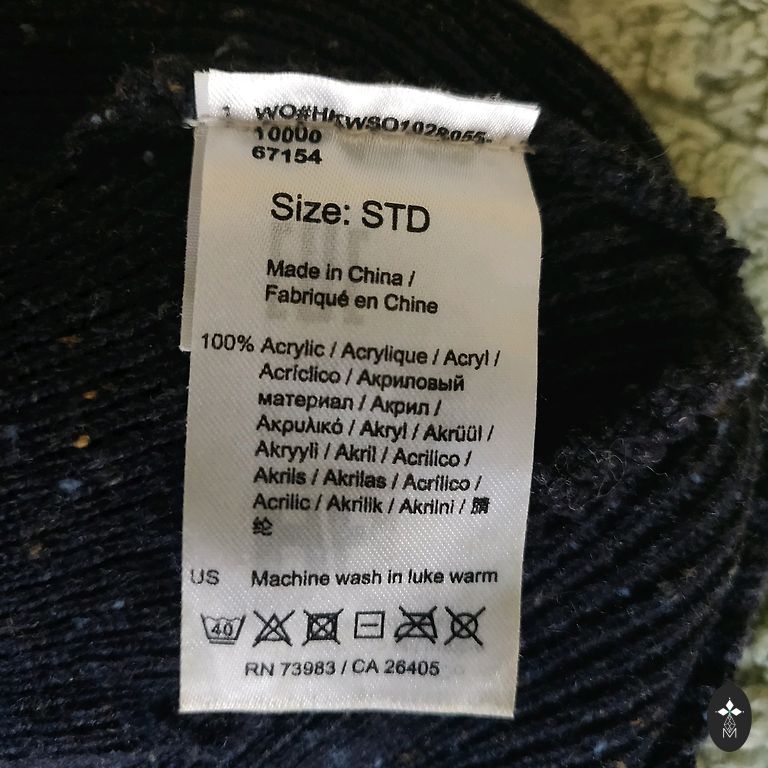 1 WO#HKWSO1028055-
10000
67154
Size: STD
Made in China /
Fabriqué en Chine
100% Acrylic / Acrylique / Acryl /
Acríclico / Акриловый
материал / Акрил /
Ακρυλικό / Akryl / Akrüül /
Akryyli / Akril / Acrilico /
Akrils / Akrilas / Acrílico /
Acrilic / Akrilik / Akrilni / 腈
纶
US Machine wash in luke warm
40
RN 73983 / CA 26405
M